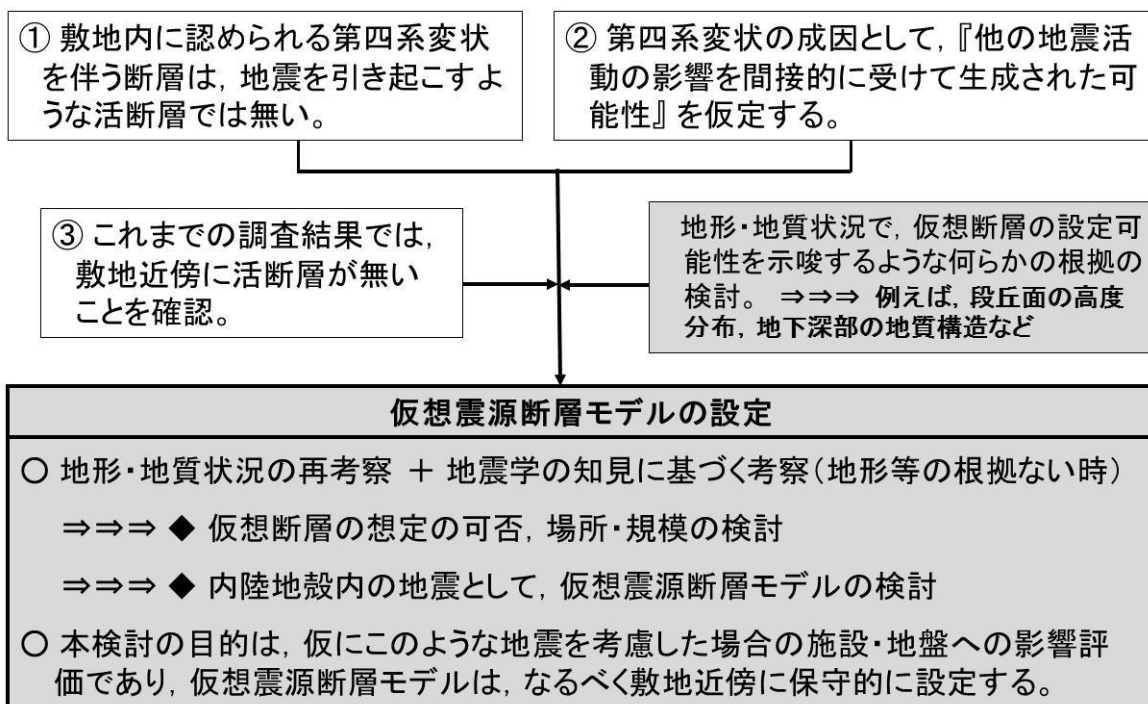 ① 敷地内に認められる第四系変状
を伴う断層は，地震を引き起こすよ
うな活断層では無い。
② 第四系変状の成因として，『他の地震活
動の影響を間接的に受けて生成された可
能性』を仮定する。
③ これまでの調査結果では，
敷地近傍に活断層が無い
ことを確認。
地形・地質状況で，仮想断層の設定可
能性を示唆するような何らかの根拠の
検討。 ⇒⇒⇒ 例えば，段丘面の高度
分布，地下深部の地質構造など
仮想震源断層モデルの設定
○ 地形・地質状況の再考察 ＋ 地震学の知見に基づく考察（地形等の根拠ない時）
⇒⇒⇒ ◆ 仮想断層の想定の可否，場所・規模の検討
⇒⇒⇒ ◆ 内陸地殻内の地震として，仮想震源断層モデルの検討
○ 本検討の目的は，仮にこのような地震を考慮した場合の施設・地盤への影響評
価であり，仮想震源断層モデルは，なるべく敷地近傍に保守的に設定する。